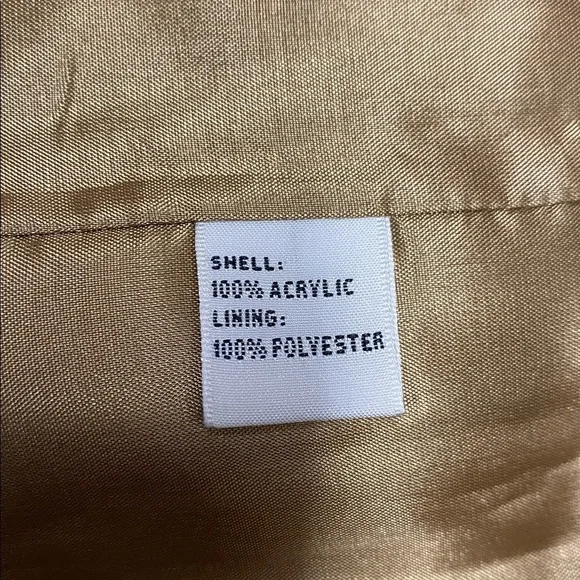 SHELL:
100% ACRYLIC
LINING:
100% POLYESTER